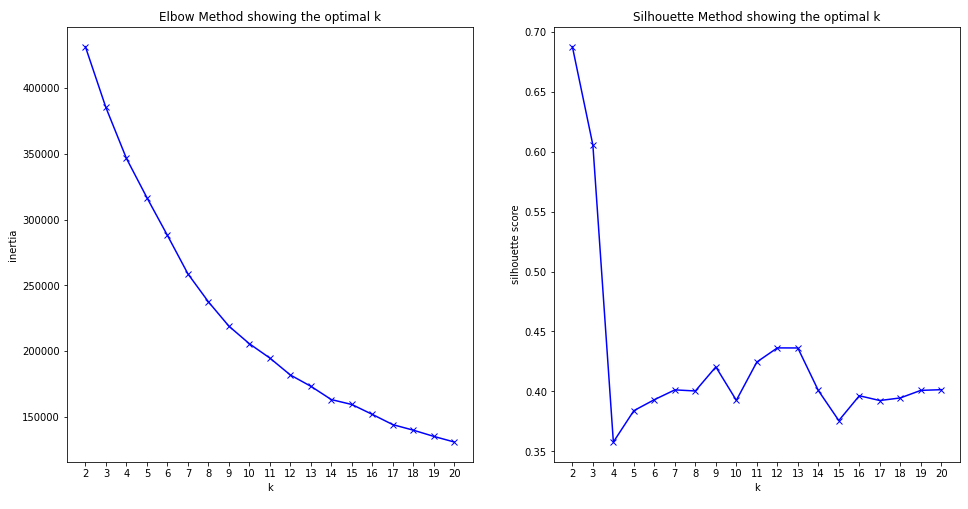 Elbow Method showing the optimal k
400000
350000
300000
250000
200000
150000
inertia
2 3 4 5 6 7 8 9 10 11 12 13 14 15 16 17 18 19 20
k
Silhouette Method showing the optimal k
0.70
0.65
0.60
0.55
0.50
0.45
0.40
0.35
silhouette score
2 3 4 5 6 7 8 9 10 11 12 13 14 15 16 17 18 19 20
k